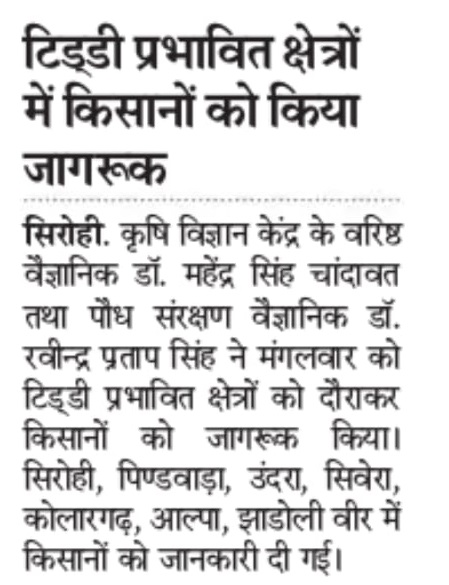 टिड्डी प्रभावित क्षेत्रों
में किसानों को किया
जागरूक
सिरोही. कृषि विज्ञान केंद्र के वरिष्ठ
वैज्ञानिक डॉ. महेंद्र सिंह चांदावत
तथा पौध संरक्षण वैज्ञानिक डॉ.
रवीन्द्र प्रताप सिंह ने मंगलवार को
टिड्डी प्रभावित क्षेत्रों को दौराकर
किसानों को जागरूक किया।
सिरोही, पिण्डवाड़ा, उंदरा, सिवेरा,
कोलारगढ़, आल्पा, झाडोली वीर में
किसानों को जानकारी दी गई।